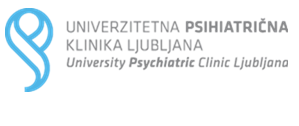 UNIVERZITETNA PSIHIATRIČNA
KLINIKA LJUBLJANA
University Psychiatric Clinic Ljubljana